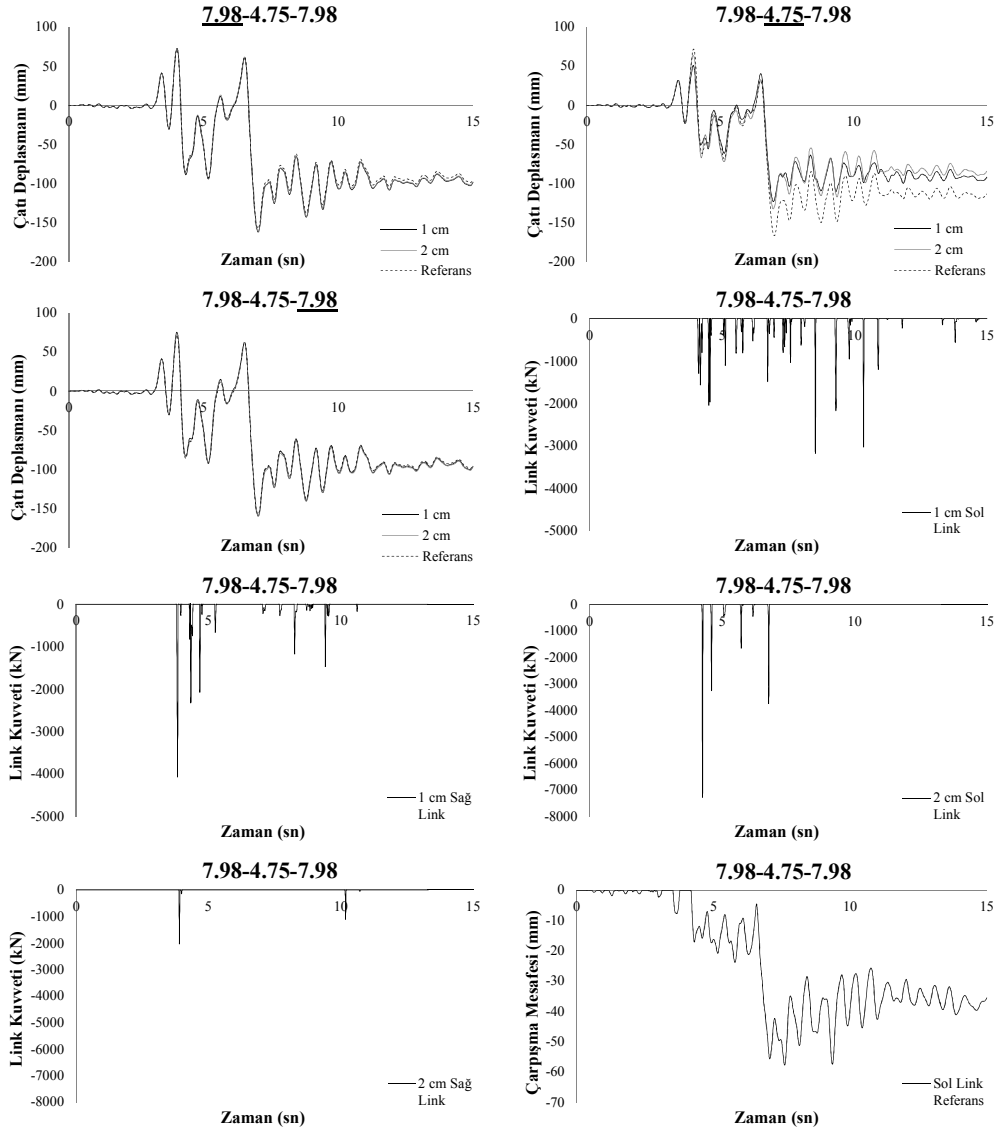 7.98-4.75-7.98
100
50
0
-50
-100
-150
-200
0
5
10
15
Çatı Deplasmanı (mm)
Zaman (sn)
1 cm
2 cm
Referans
7.98-4.75-7.98
100
50
0
-50
-100
-150
-200
0
5
10
15
Çatı Deplasmanı (mm)
Zaman (sn)
1 cm
2 cm
Referans
7.98-4.75-7.98
100
50
0
-50
-100
-150
-200
0
5
10
15
Çatı Deplasmanı (mm)
Zaman (sn)
1 cm
2 cm
Referans
7.98-4.75-7.98
0
-1000
-2000
-3000
-4000
-5000
0
5
10
15
Link Kuvveti (kN)
Zaman (sn)
1 cm Sol
Link
7.98-4.75-7.98
0
-1000
-2000
-3000
-4000
-5000
0
5
10
15
Link Kuvveti (kN)
Zaman (sn)
1 cm Sağ
Link
7.98-4.75-7.98
0
-1000
-2000
-3000
-4000
-5000
-6000
-7000
-8000
0
5
10
15
Link Kuvveti (kN)
Zaman (sn)
2 cm Sol
Link
7.98-4.75-7.98
0
-1000
-2000
-3000
-4000
-5000
-6000
-7000
-8000
0
5
10
15
Link Kuvveti (kN)
Zaman (sn)
2 cm Sağ
Link
7.98-4.75-7.98
0
-10
-20
-30
-40
-50
-60
-70
0
5
10
15
Çarpışma Mesafesi (mm)
Zaman (sn)
Sol Link
Referans